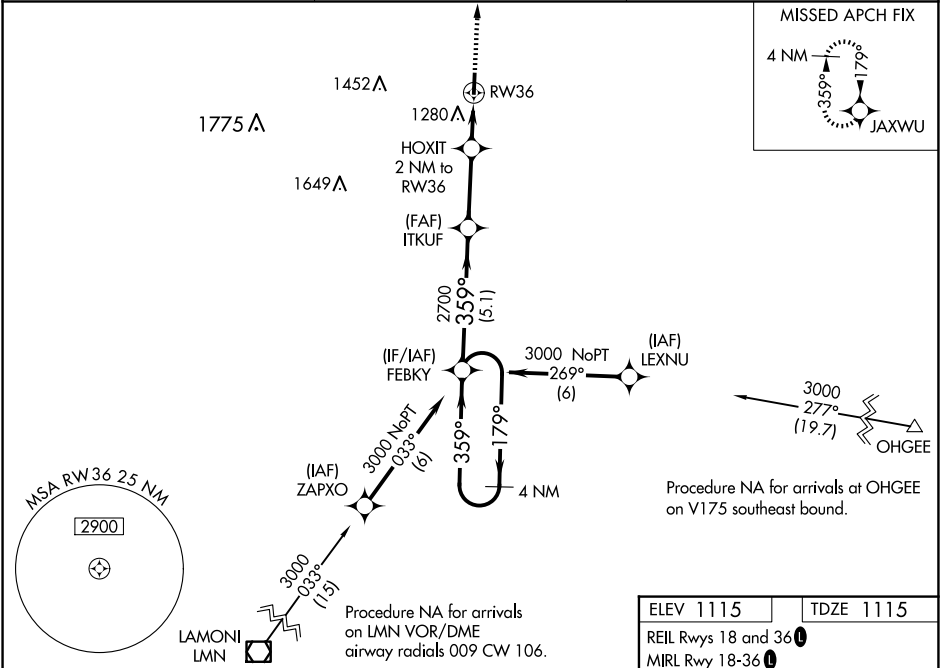 MISSED APCH FIX
4 NM
359°
179°
JAXWU
1452
RW36
1280
1775
HOXIT
2 NM to
RW36
1649
(FAF)
ITKUF
2700
359°
(5.1)
(IF/IAF)
FEBKY
3000 NoPT
269°
(6)
(IAF)
LEXNU
3000
277°
(19.7)
OHGEE
3000 NoPT
033°
(6)
359°
179°
4 NM
(IAF)
ZAPXO
Procedure NA for arrivals at OHGEE
on V175 southeast bound.
MSA RW36 25 NM
2900
3000
033°
(15)
LAMONI
LMN
Procedure NA for arrivals
on LMN VOR/DME
airway radials 009 CW 106.
ELEV 1115
TDZE 1115
REIL Rwys 18 and 36 L
MIRL Rwy 18-36 L